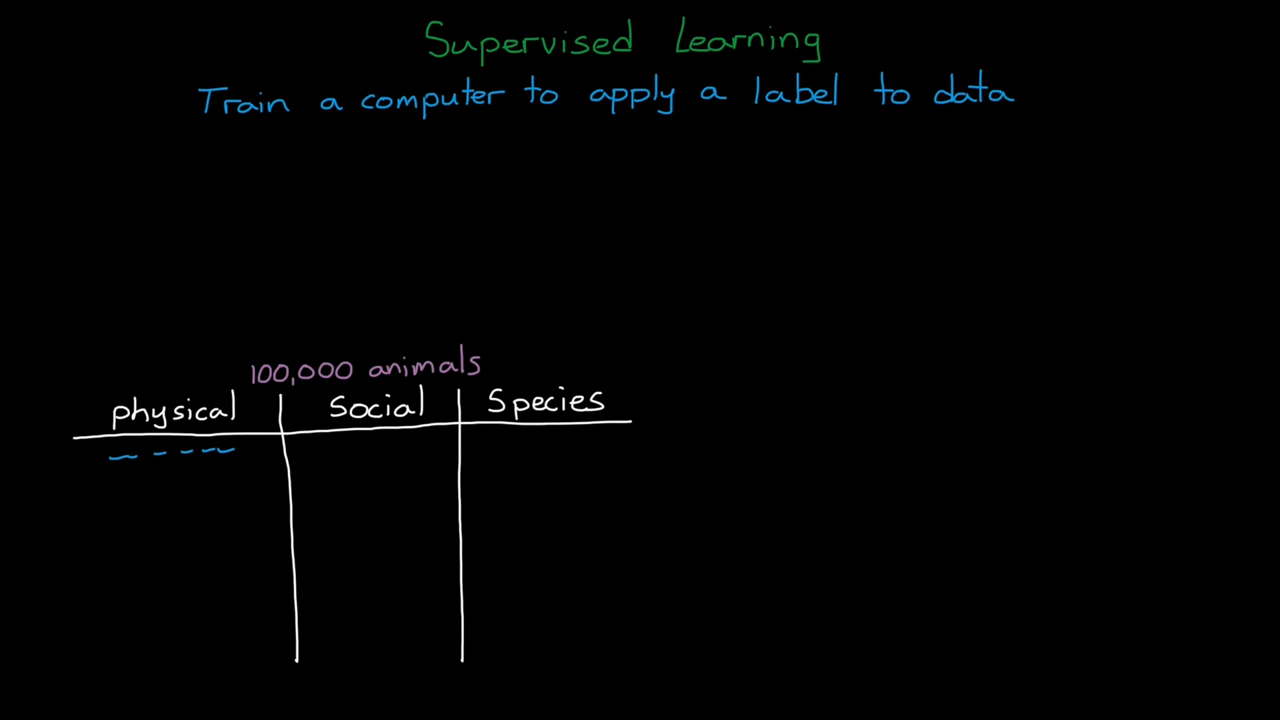 Supervised Learning
Train a computer to apply a label to data
100,000 animals
physical Social Species